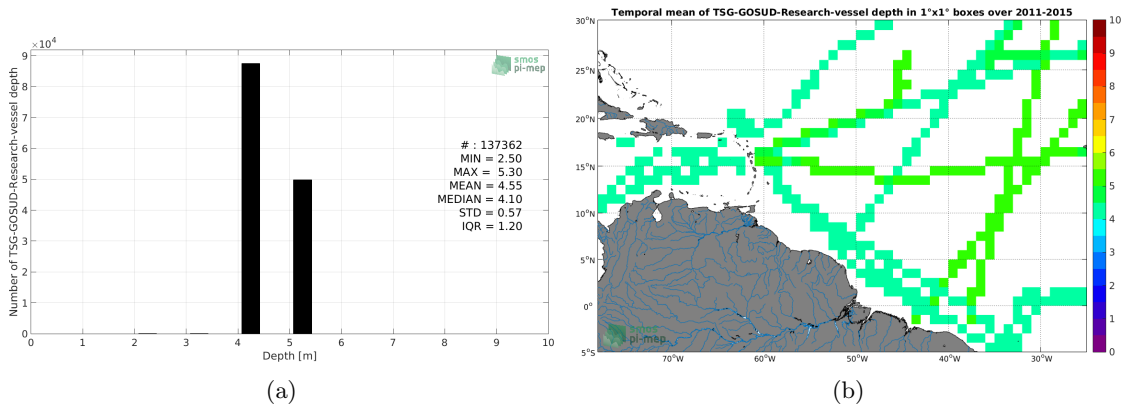 ×10⁴
9
8
7
6
5
4
3
2
1
0
Number of TSG-GOSUD-Research-vessel depth
smos
pi-mep
# : 137362
MIN = 2.50
MAX = 5.30
MEAN = 4.55
MEDIAN = 4.10
STD = 0.57
IQR = 1.20
0 1 2 3 4 5 6 7 8 9 10
Depth [m]
(a)
Temporal mean of TSG-GOSUD-Research-vessel depth in 1°x1° boxes over 2011-2015
30°N
25°N
20°N
15°N
10°N
5°N
0°
5°S
smos
pi-mep
70°W 60°W 50°W 40°W 30°W
10
9
8
7
6
5
4
3
2
1
0
(b)